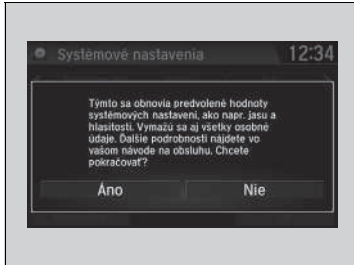 Systémové nastavenia 12:34
Týmto sa obnovia predvolené hodnoty
systémových nastavení, ako napr. jasu a
hlasitosti. Vymažú sa aj všetky osobné
údaje. Ďalšie podrobnosti nájdete vo
vašom návode na obsluhu. Chcete
pokračovať?
Áno Nie